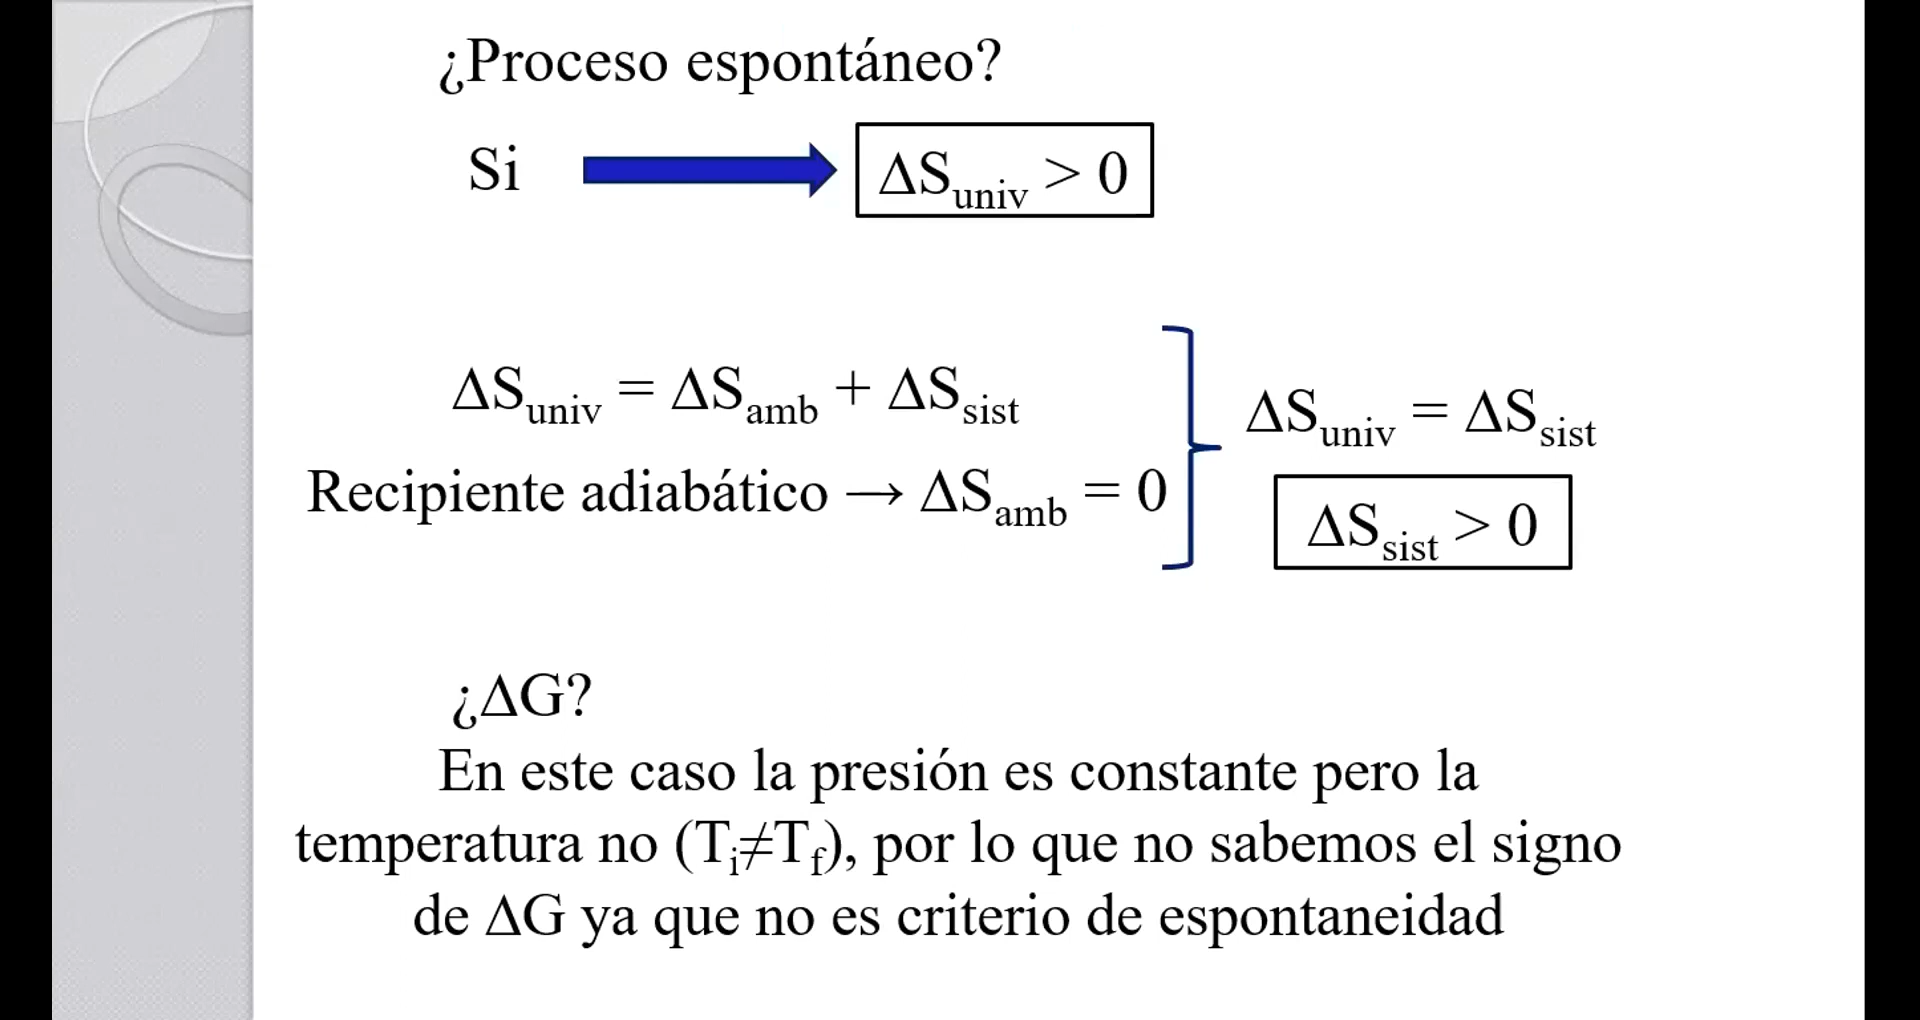 ¿Proceso espontáneo?
Si
ΔSuniv > 0
ΔSuniv = ΔSamb + ΔSsist
Recipiente adiabático → ΔSamb = 0
ΔSuniv = ΔSsist
ΔSsist > 0
¿ΔG?
En este caso la presión es constante pero la
temperatura no (Ti≠Tf), por lo que no sabemos el signo
de ΔG ya que no es criterio de espontaneidad